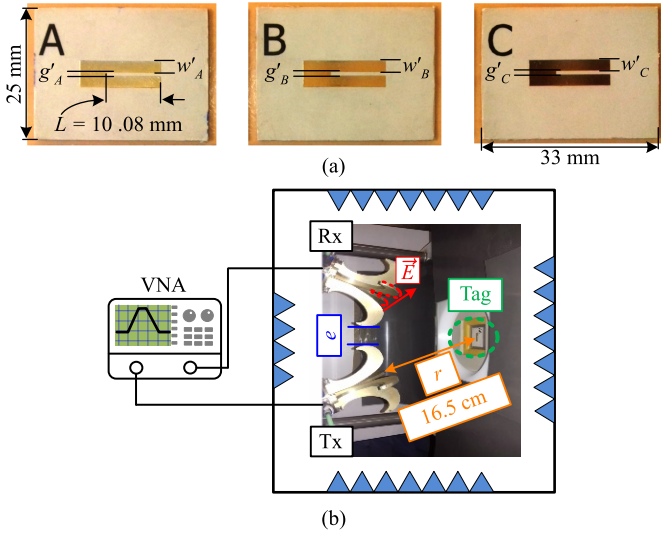 A
B
C
g'A
w'A
g'B
w'B
g'C
w'C
25 mm
L = 10 .08 mm
33 mm
(a)
Rx
VNA
E
Tag
e
r
16.5 cm
Tx
(b)